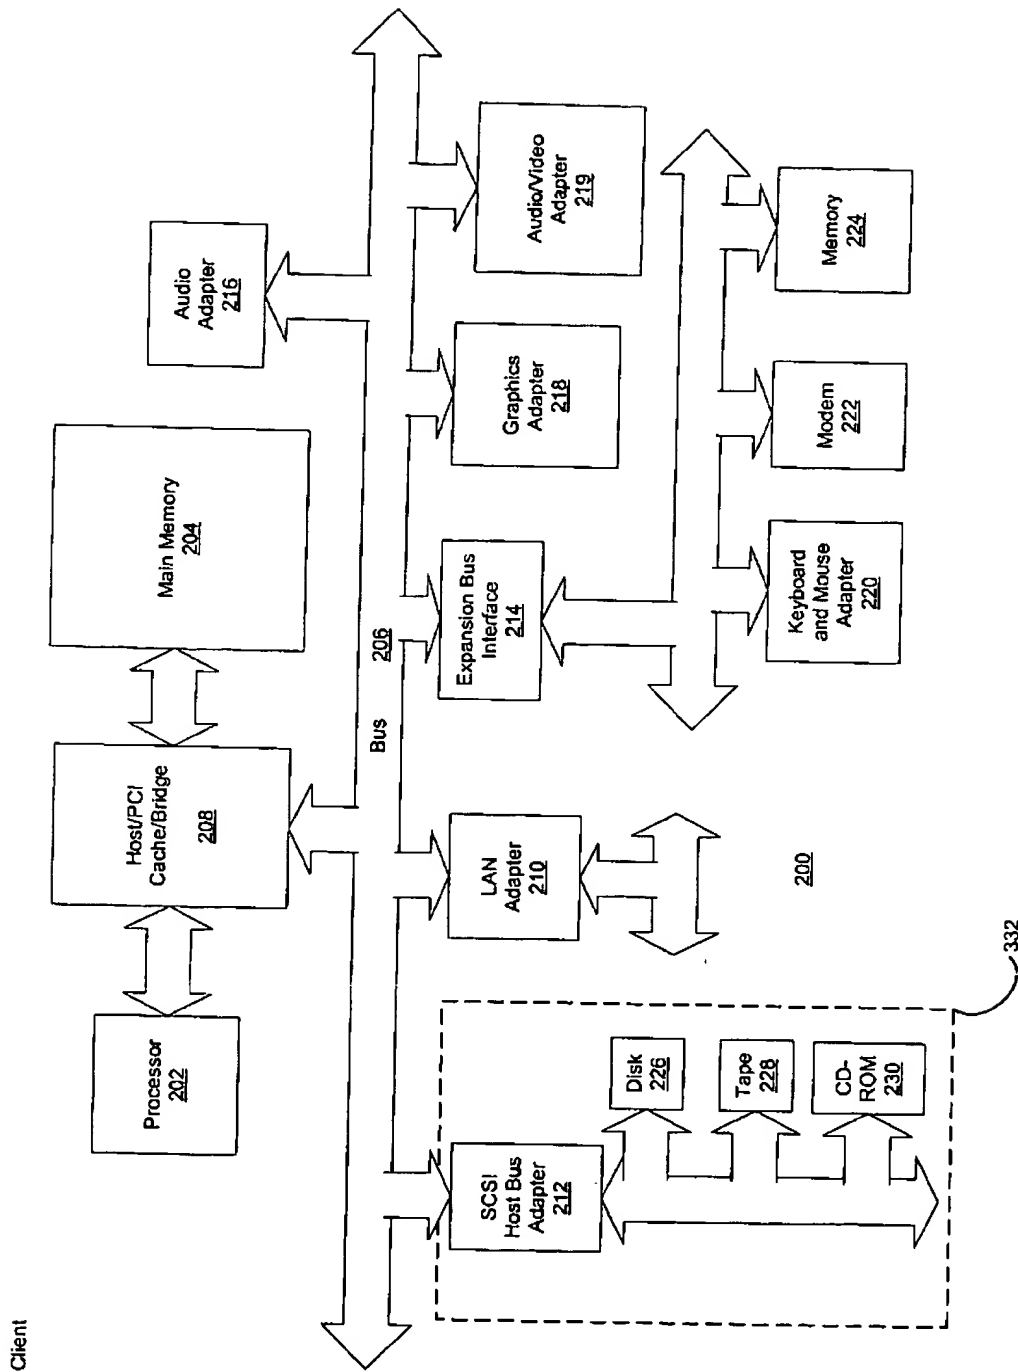 Client
Processor
202
Host/PCI
Cache/Bridge
208
Main Memory
204
Audio
Adapter
216
Bus
206
SCSI
Host Bus
Adapter
212
LAN
Adapter
210
Expansion Bus
Interface
214
Graphics
Adapter
218
Audio/Video
Adapter
219
Disk
226
Tape
228
CD-
ROM
230
200
Keyboard
and Mouse
Adapter
220
Modem
222
Memory
224
332